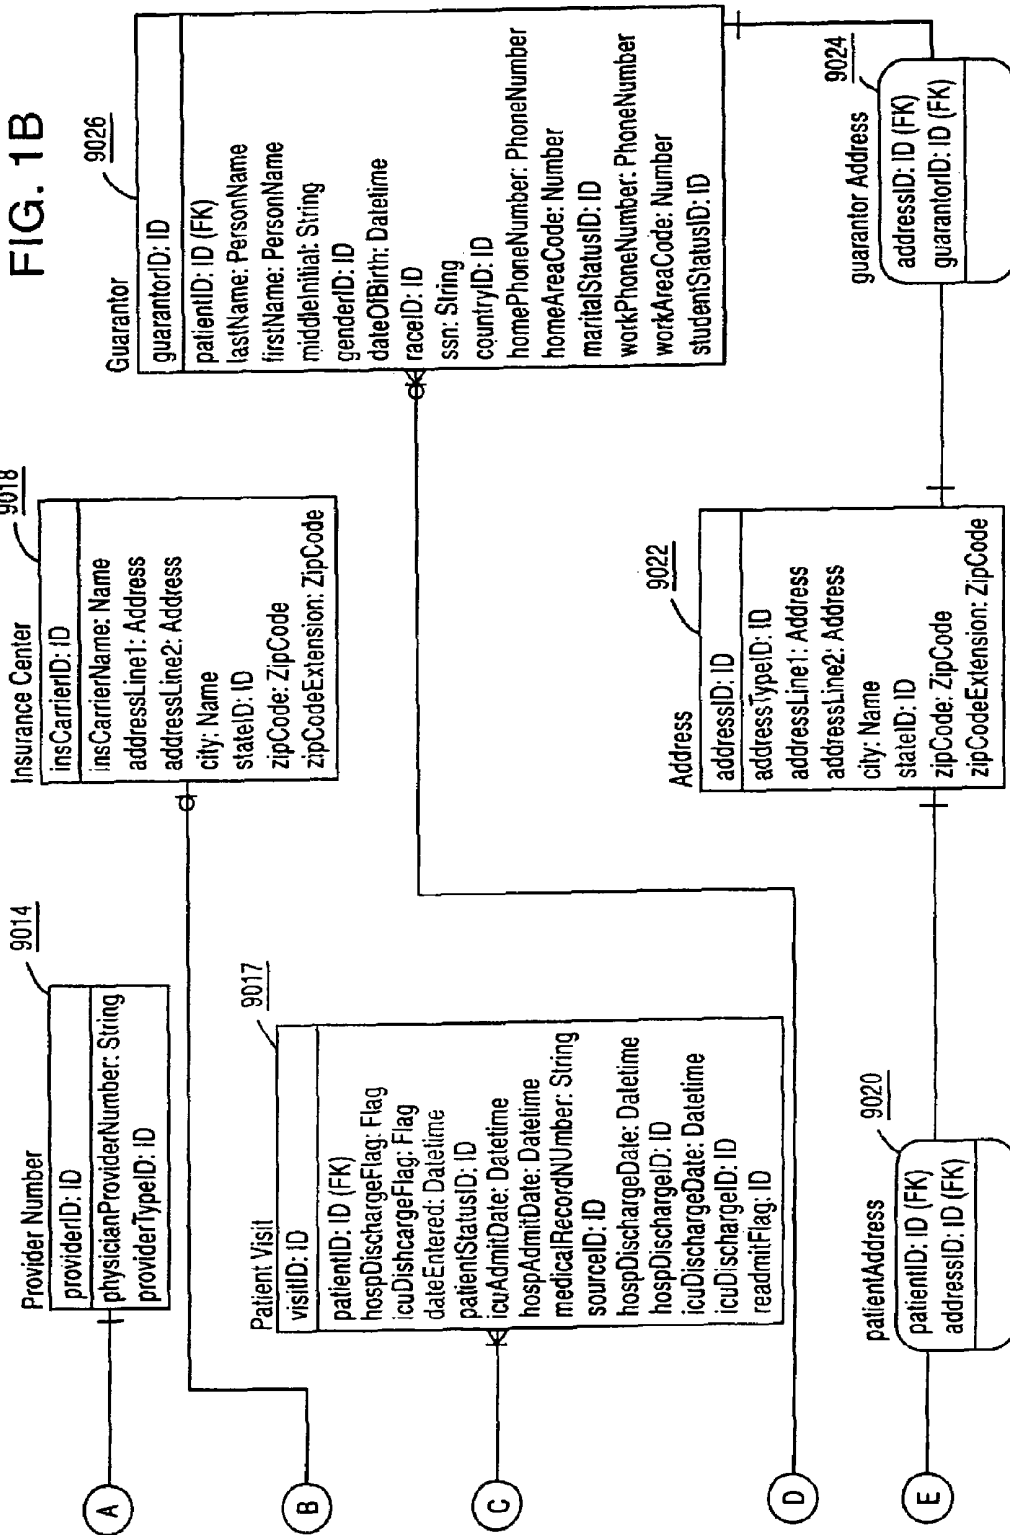 FIG. 1B
Provider Number
9014
providerID: ID
physicianProviderNumber: String
providerTypeID: ID
Insurance Center
9018
insCarrierID: ID
insCarrierName: Name
addressLine1: Address
addressLine2: Address
city: Name
stateID: ID
zipCode: ZipCode
zipCodeExtension: ZipCode
Guarantor
9026
guarantorID: ID
patientID: ID (FK)
lastName: PersonName
firstName: PersonName
middleInitial: String
genderID: ID
dateOfBirth: Datetime
raceID: ID
ssn: String
countryID: ID
homePhoneNumber: PhoneNumber
homeAreaCode: Number
maritalStatusID: ID
workPhoneNumber: PhoneNumber
workAreaCode: Number
studentStatusID: ID
Patient Visit
9017
visitID: ID
patientID: ID (FK)
hospDischargeFlag: Flag
icuDishcargeFlag: Flag
dateEntered: Datetime
patientStatusID: ID
icuAdmitDate: Datetime
hospAdmitDate: Datetime
medicalRecordNUmber: String
sourceID: ID
hospDischargeDate: Datetime
hospDischargeID: ID
icuDischargeDate: Datetime
icuDischargeID: ID
readmitFlag: ID
patientAddress
9020
patientID: ID (FK)
addressID: ID (FK)
Address
9022
addressID: ID
addressTypeID: ID
addressLine1: Address
addressLine2: Address
city: Name
stateID: ID
zipCode: ZipCode
zipCodeExtension: ZipCode
guarantor Address
9024
addressID: ID (FK)
guarantorID: ID (FK)
A
B
C
D
E